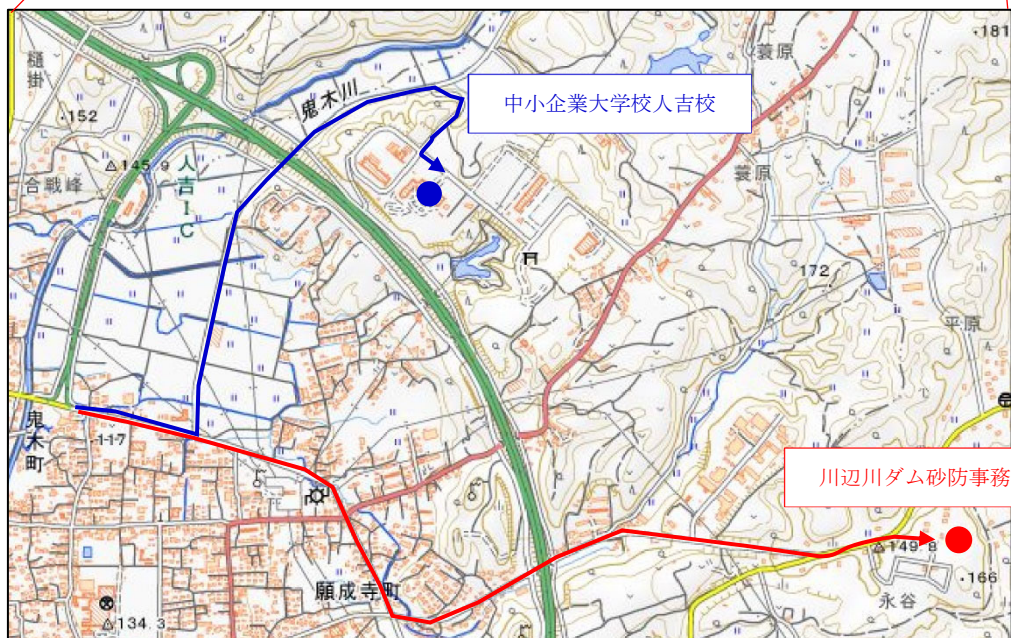 樋掛
・152
△145.9
合戦峰
人吉IC
鬼木川
中小企業大学校人吉校
蓑原
・181
蓑原
172
平原
鬼木町
・117
川辺川ダム砂防事務
願成寺町
△149.8
・166
永谷
△134.3